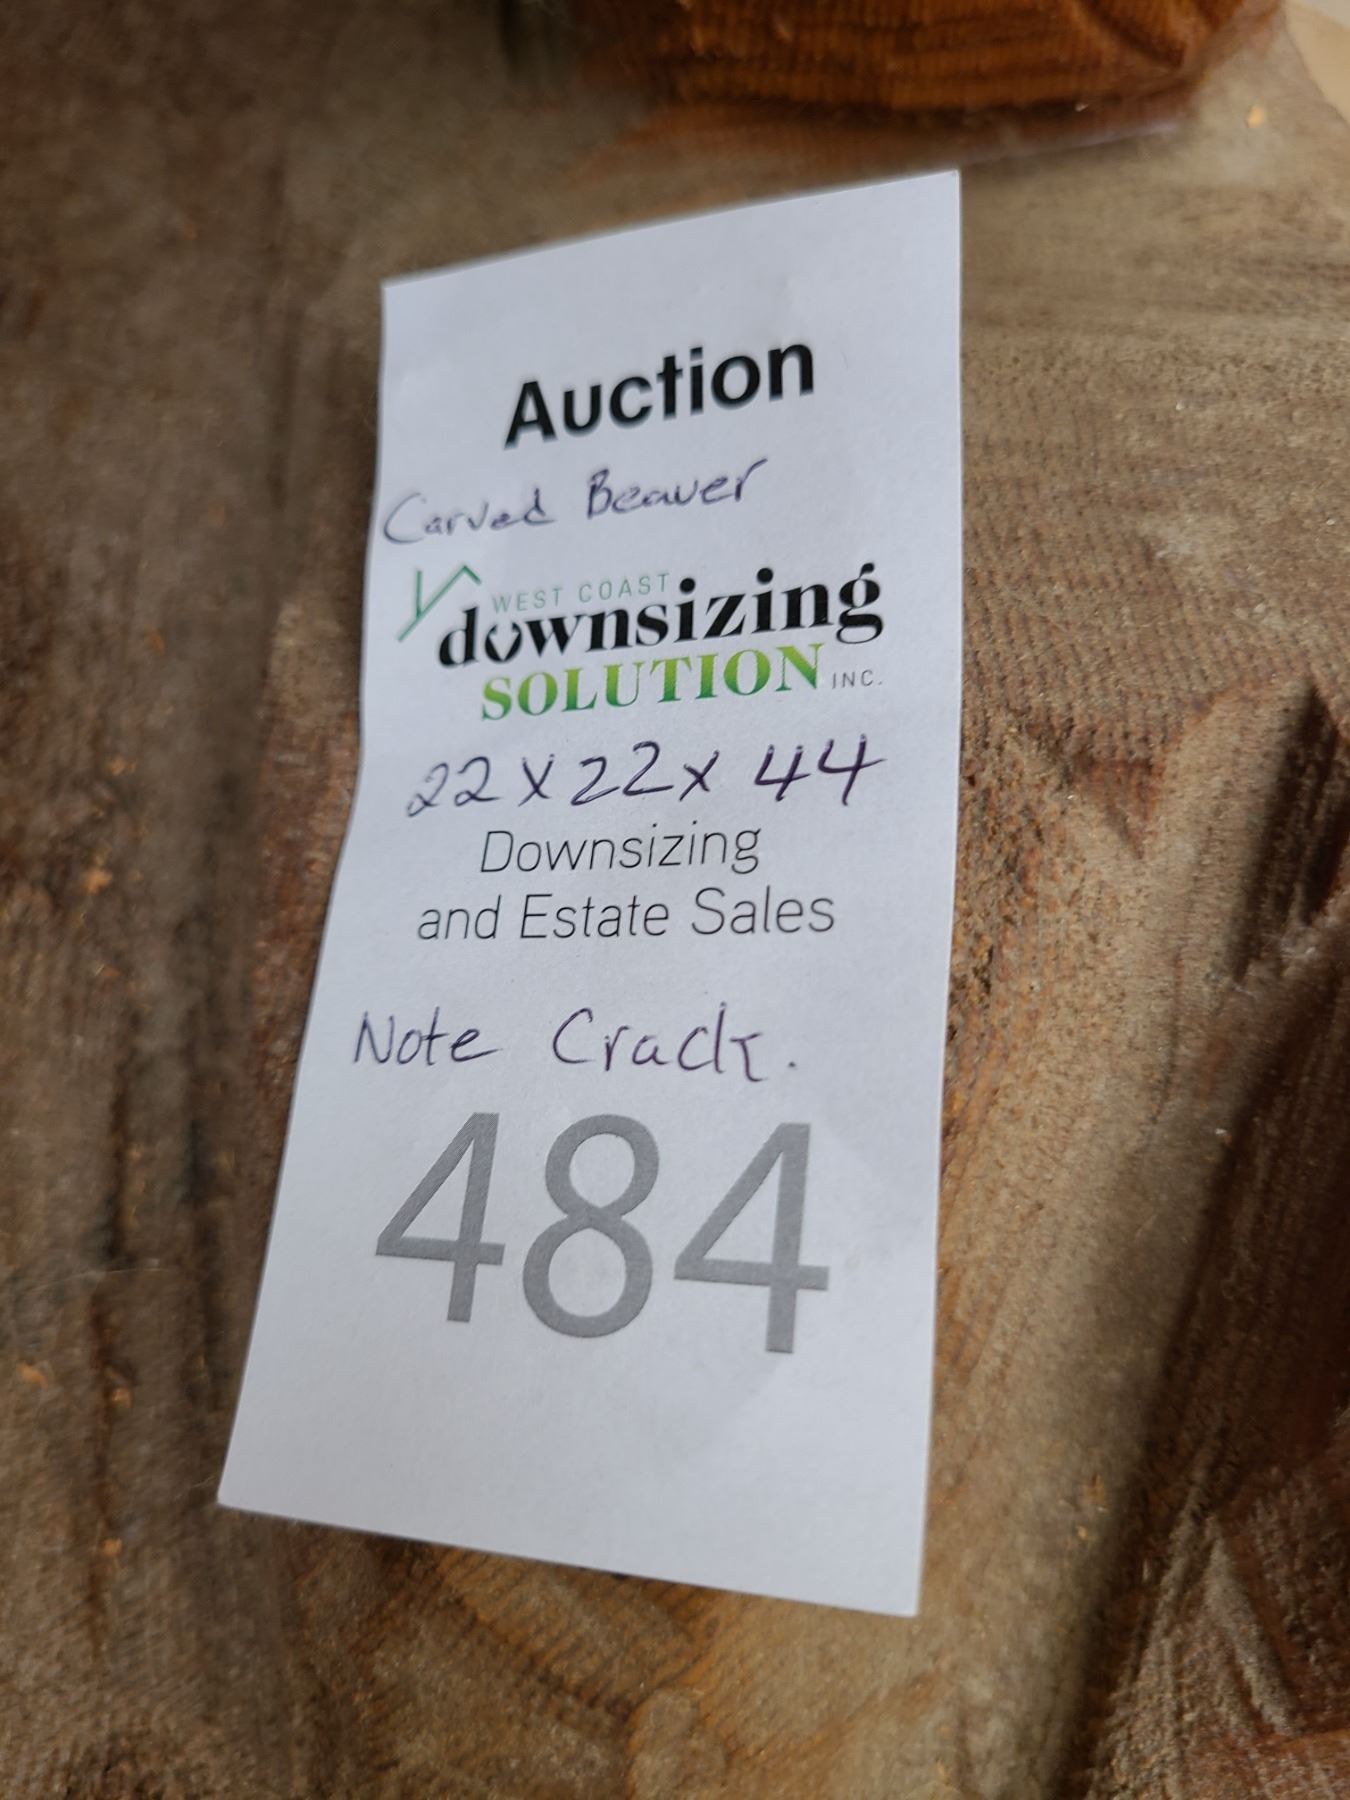 Auction
Carved Beaver
WEST COAST
downsizing
SOLUTION INC.
22 x 22 x 44
Downsizing
and Estate Sales
Note Crack.
484